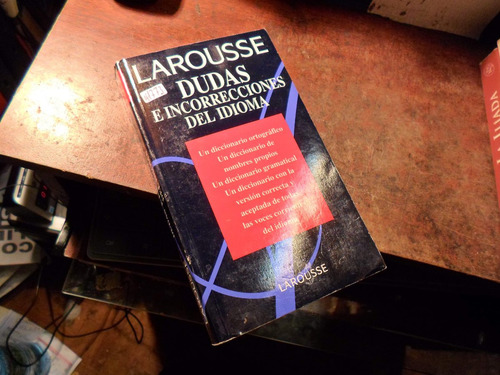 LAROUSSE
DUDAS
E INCORRECCIONES
DEL IDIOMA
Un diccionario ortográfico
Un diccionario de
nombres propios
Un diccionario gramatical
Un diccionario con la
versión correcta y
aceptada de todas
las voces
del idioma
LAROUSSE